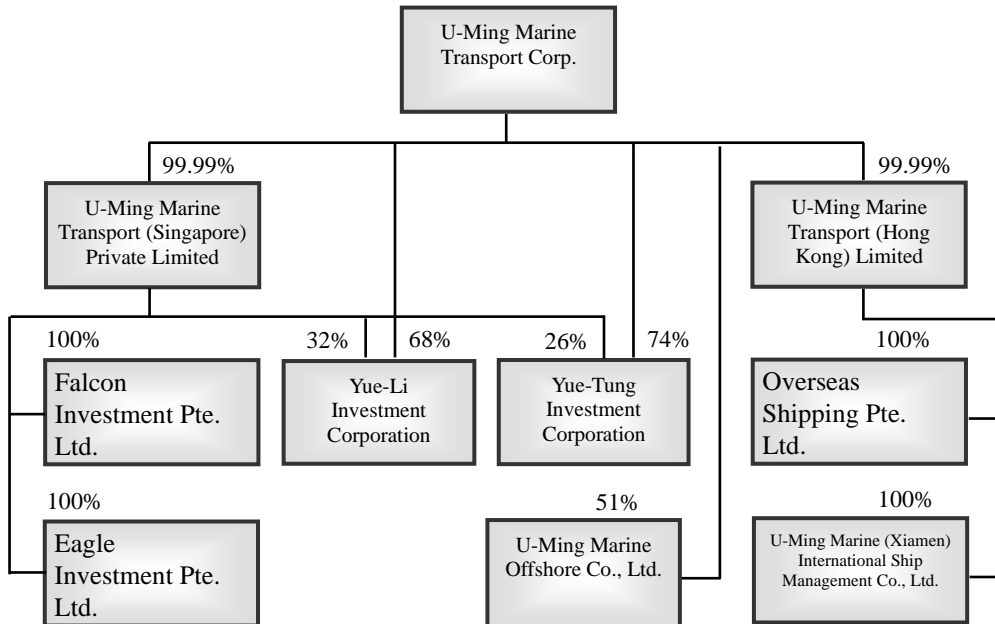 U-Ming Marine
Transport Corp.
99.99%
99.99%
U-Ming Marine
Transport (Singapore)
Private Limited
U-Ming Marine
Transport (Hong
Kong) Limited
100%
32%
68%
26%
74%
100%
Falcon
Investment Pte.
Ltd.
Yue-Li
Investment
Corporation
Yue-Tung
Investment
Corporation
Overseas
Shipping Pte.
Ltd.
100%
51%
100%
Eagle
Investment Pte.
Ltd.
U-Ming Marine
Offshore Co., Ltd.
U-Ming Marine (Xiamen)
International Ship
Management Co., Ltd.